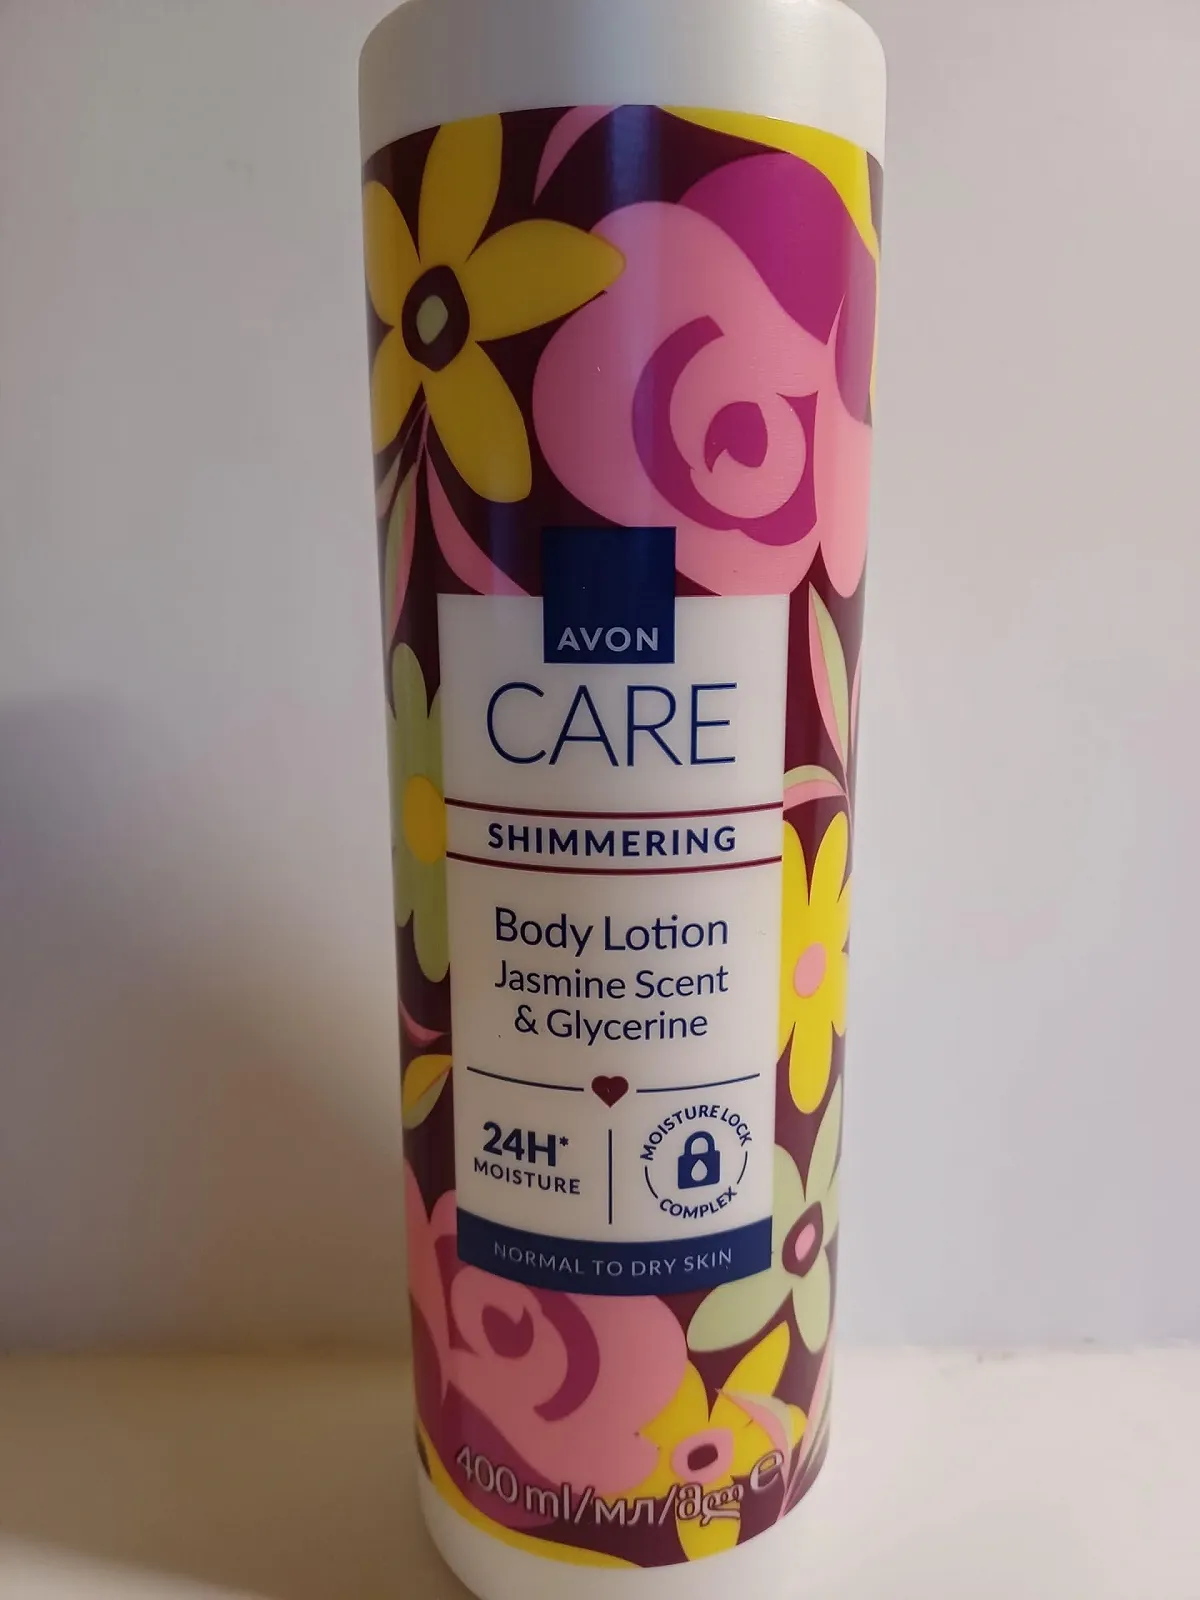 AVON
CARE
SHIMMERING
Body Lotion
Jasmine Scent
& Glycerine
24H*
MOISTURE
MOISTURE LOCK
COMPLEX
NORMAL TO DRY SKIN
400 ml/мл/მლ e